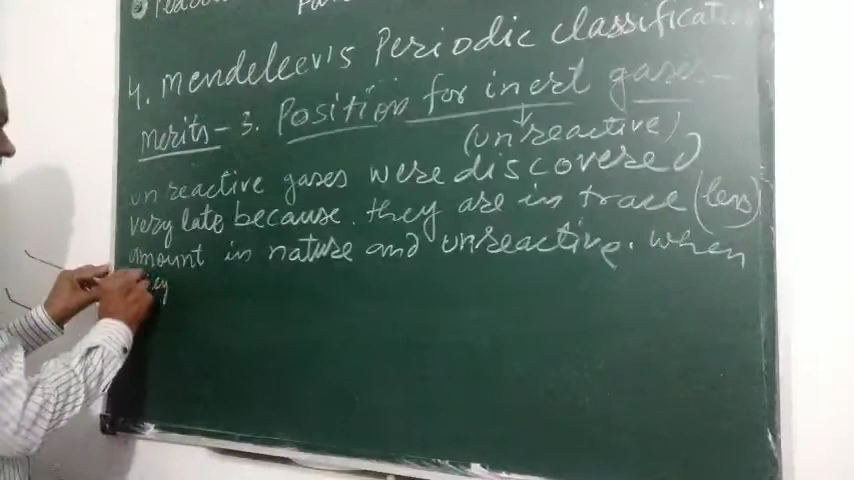 4. Mendeleev's Periodic classificati
merits - 3. Position for inert gases -
(unreactive)
unreactive gases were discovered
very late because. they are in trace (less)
amount in nature and unreactive. when